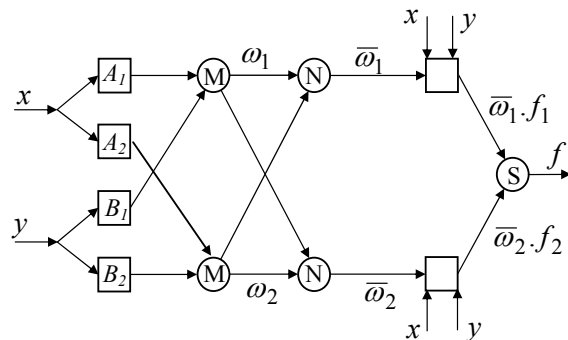 x y
A₁ M ω₁ N ω̅₁
x A₂ ω̅₁.f₁
S f
y B₁ ω̅₂.f₂
B₂ M ω₂ N ω̅₂
x y